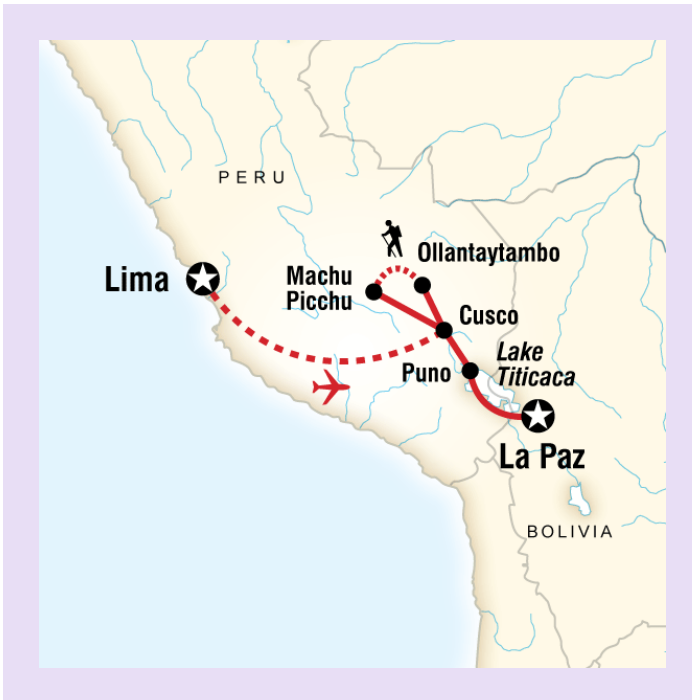 PERU
Ollantaytambo
Lima
Machu
Picchu
Cusco
Lake
Titicaca
Puno
La Paz
BOLIVIA